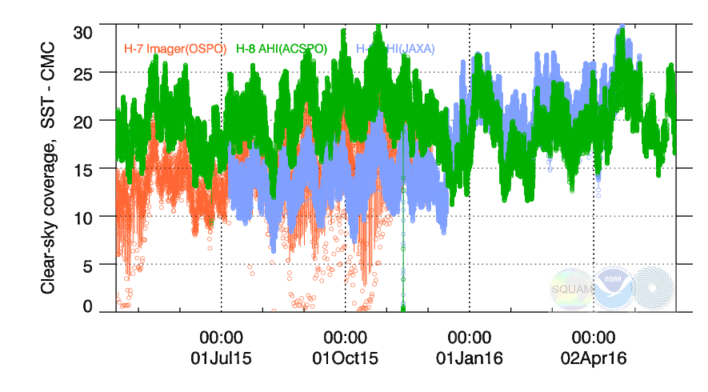 30
25
20
15
10
5
0
Clear-sky coverage, SST - CMC
H-7 Imager(OSPO) H-8 AHI(ACSPO) HI(JAXA)
SQUAM
00:00 00:00 00:00 00:00
01Jul15 01Oct15 01Jan16 02Apr16